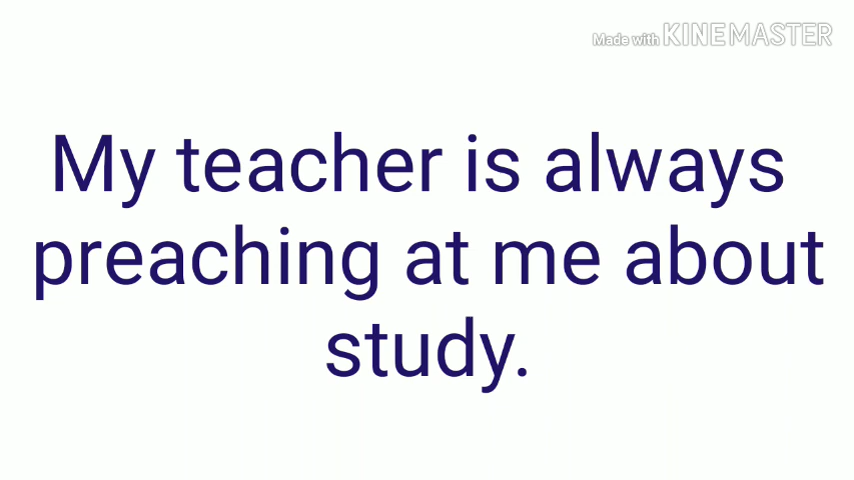 Made with KINEMASTER
My teacher is always
preaching at me about
study.